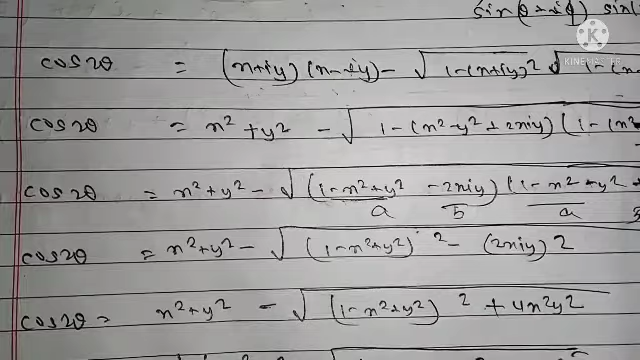 sin(θ+iφ) sin(
KINEMASTER
cos2θ = (x+iy)(x-iy) - √1-(x+iy)² √1-(x
cos2θ = x²+y² - √1-(x²-y²+2xiy) (1-(x²
cos2θ = x²+y² - √(1-x²+y² -2xiy) (1-x²+y²
a b a
cos2θ = x²+y² - √(1-x²+y²)² - (2xiy)2
cos2θ = x²+y² - √(1-x²+y²)² + 4x²y²